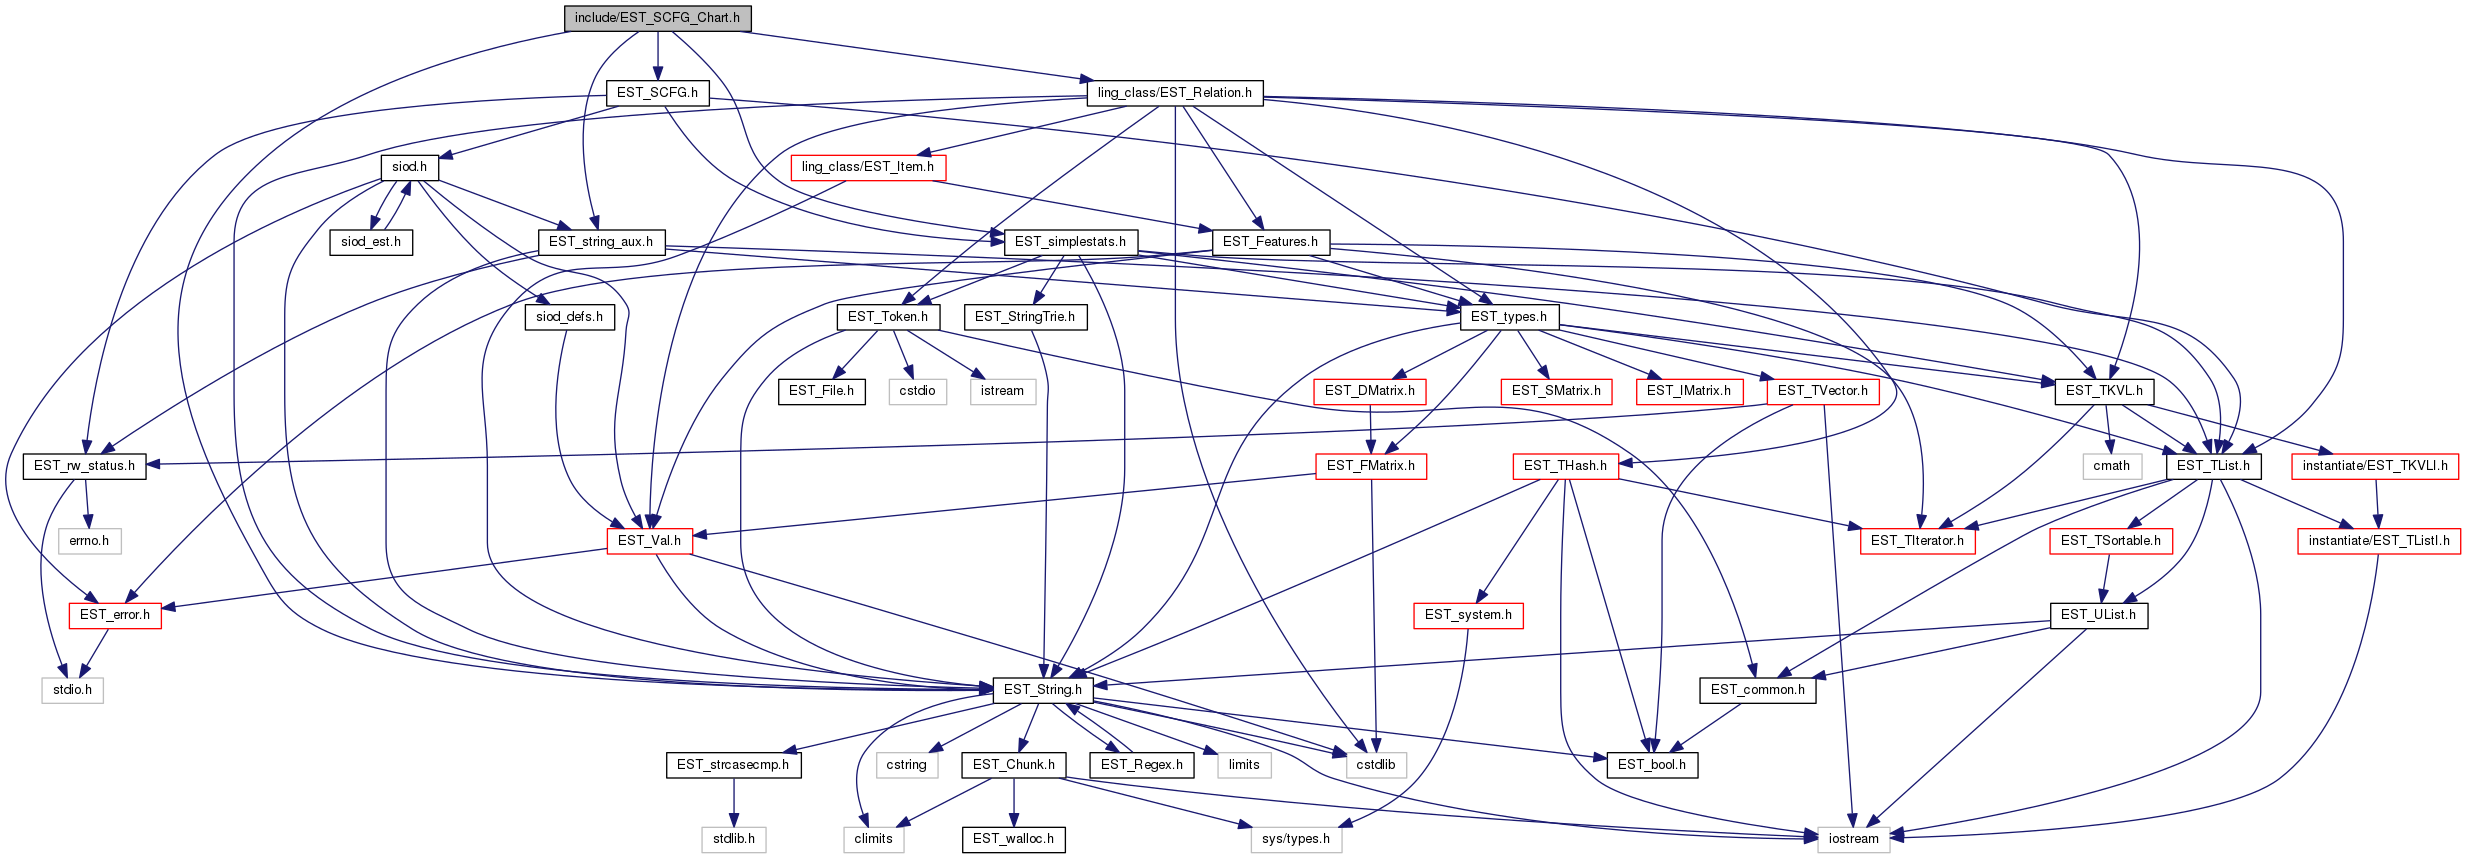 include/EST_SCFG_Chart.h
EST_SCFG.h
ling_class/EST_Relation.h
siod.h
ling_class/EST_Item.h
siod_est.h
EST_string_aux.h
EST_simplestats.h
EST_Features.h
siod_defs.h
EST_Token.h
EST_StringTrie.h
EST_types.h
EST_File.h
cstdio
istream
EST_DMatrix.h
EST_SMatrix.h
EST_IMatrix.h
EST_TVector.h
EST_TKVL.h
EST_rw_status.h
EST_FMatrix.h
EST_THash.h
cmath
EST_TList.h
instantiate/EST_TKVLI.h
errno.h
EST_Val.h
EST_TIterator.h
EST_TSortable.h
instantiate/EST_TListI.h
EST_error.h
EST_system.h
EST_UList.h
stdio.h
EST_String.h
EST_common.h
EST_strcasecmp.h
cstring
EST_Chunk.h
EST_Regex.h
limits
cstdlib
EST_bool.h
stdlib.h
climits
EST_walloc.h
sys/types.h
iostream